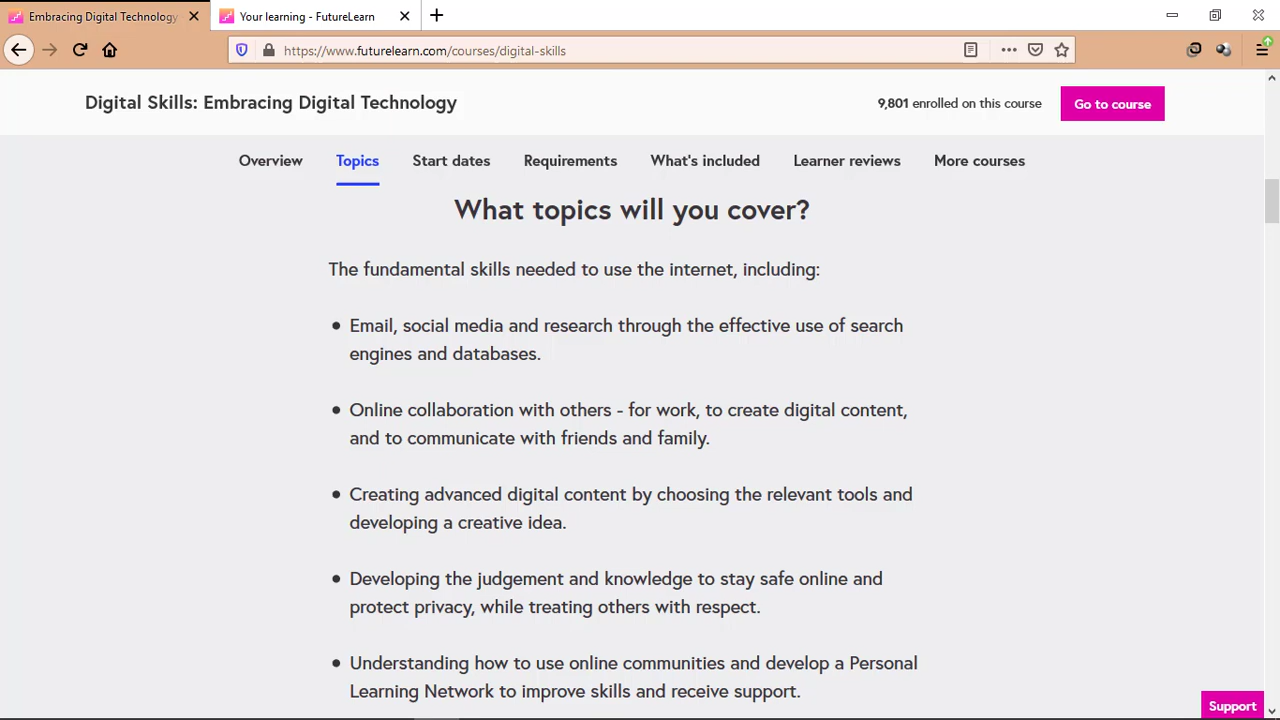 Embracing Digital Technology
Your learning - FutureLearn
https://www.futurelearn.com/courses/digital-skills
Digital Skills: Embracing Digital Technology
9,801 enrolled on this course
Go to course
Overview
Topics
Start dates
Requirements
What's included
Learner reviews
More courses
What topics will you cover?
The fundamental skills needed to use the internet, including:
• Email, social media and research through the effective use of search
engines and databases.
• Online collaboration with others - for work, to create digital content,
and to communicate with friends and family.
• Creating advanced digital content by choosing the relevant tools and
developing a creative idea.
• Developing the judgement and knowledge to stay safe online and
protect privacy, while treating others with respect.
• Understanding how to use online communities and develop a Personal
Learning Network to improve skills and receive support.
Support